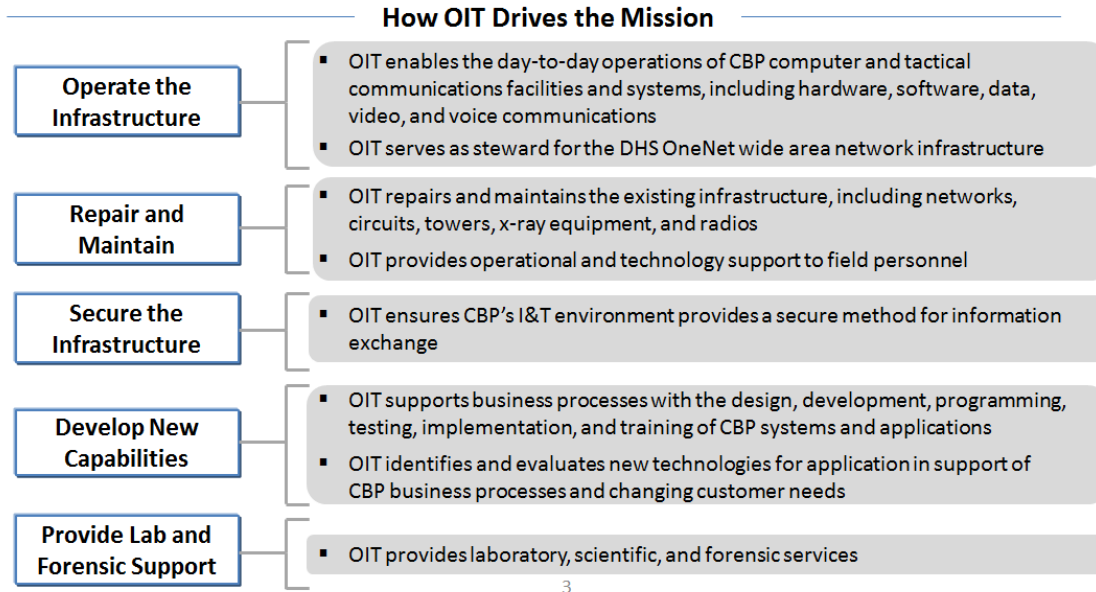 How OIT Drives the Mission
Operate the
Infrastructure
▪ OIT enables the day-to-day operations of CBP computer and tactical
communications facilities and systems, including hardware, software, data,
video, and voice communications
▪ OIT serves as steward for the DHS OneNet wide area network infrastructure
Repair and
Maintain
▪ OIT repairs and maintains the existing infrastructure, including networks,
circuits, towers, x-ray equipment, and radios
▪ OIT provides operational and technology support to field personnel
Secure the
Infrastructure
▪ OIT ensures CBP’s I&T environment provides a secure method for information
exchange
Develop New
Capabilities
▪ OIT supports business processes with the design, development, programming,
testing, implementation, and training of CBP systems and applications
▪ OIT identifies and evaluates new technologies for application in support of
CBP business processes and changing customer needs
Provide Lab and
Forensic Support
▪ OIT provides laboratory, scientific, and forensic services
3